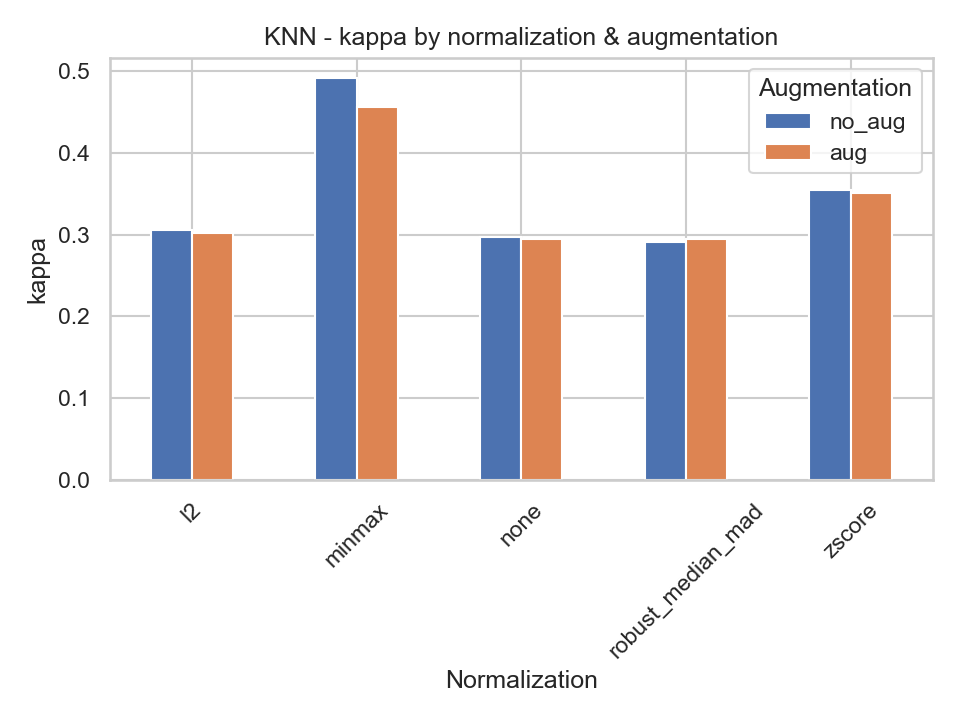 KNN - kappa by normalization & augmentation
Augmentation
no_aug
aug
kappa
0.5
0.4
0.3
0.2
0.1
0.0
l2
minmax
none
robust_median_mad
zscore
Normalization